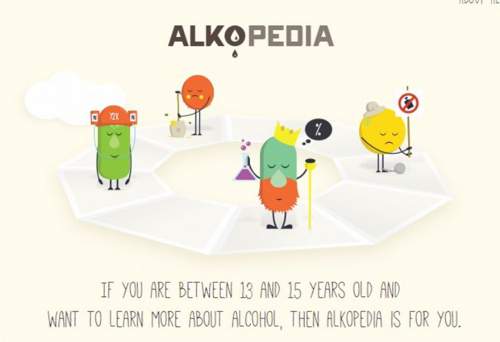 ALKOPEDIA
72%
%
IF YOU ARE BETWEEN 13 AND 15 YEARS OLD AND
WANT TO LEARN MORE ABOUT ALCOHOL, THEN ALKOPEDIA IS FOR YOU.